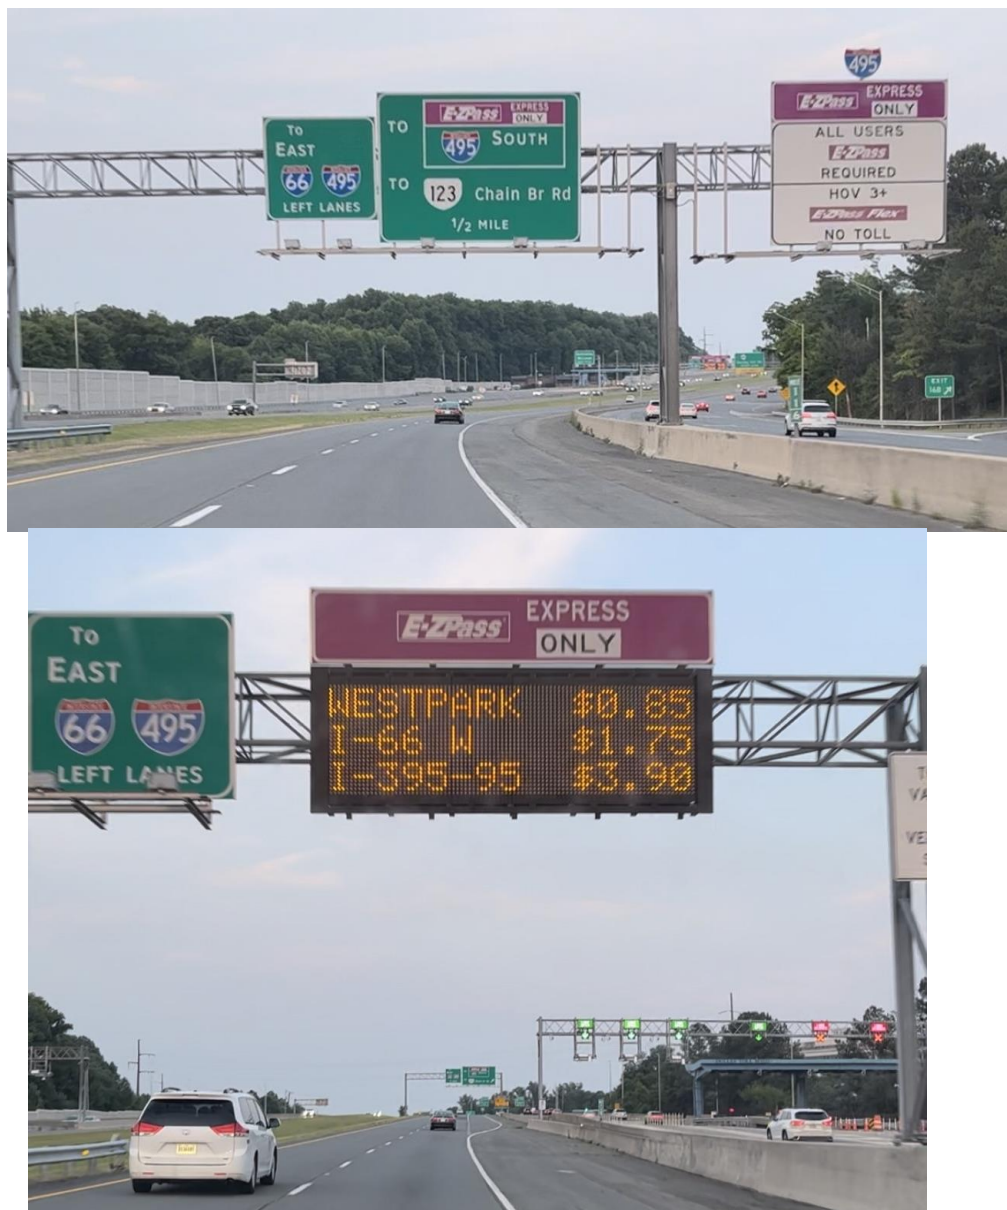 To
EAST
66 495
LEFT LANES
E-ZPass EXPRESS
ONLY
TO 495 SOUTH
TO 123 Chain Br Rd
1/2 MILE
495
E-ZPass EXPRESS
ONLY
ALL USERS
E-ZPass
REQUIRED
HOV 3+
E-ZPass Flex
NO TOLL
EXIT
To
EAST
66 495
LEFT LANES
E-ZPass EXPRESS
ONLY
WESTPARK $0.85
I-66 W $1.75
I-395-95 $3.90